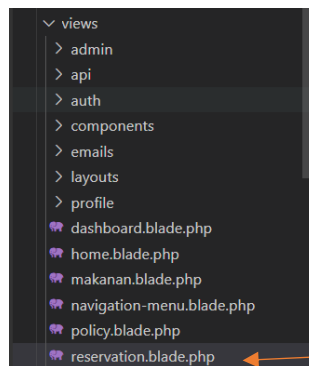 views
admin
api
auth
components
emails
layouts
profile
dashboard.blade.php
home.blade.php
makanan.blade.php
navigation-menu.blade.php
policy.blade.php
reservation.blade.php